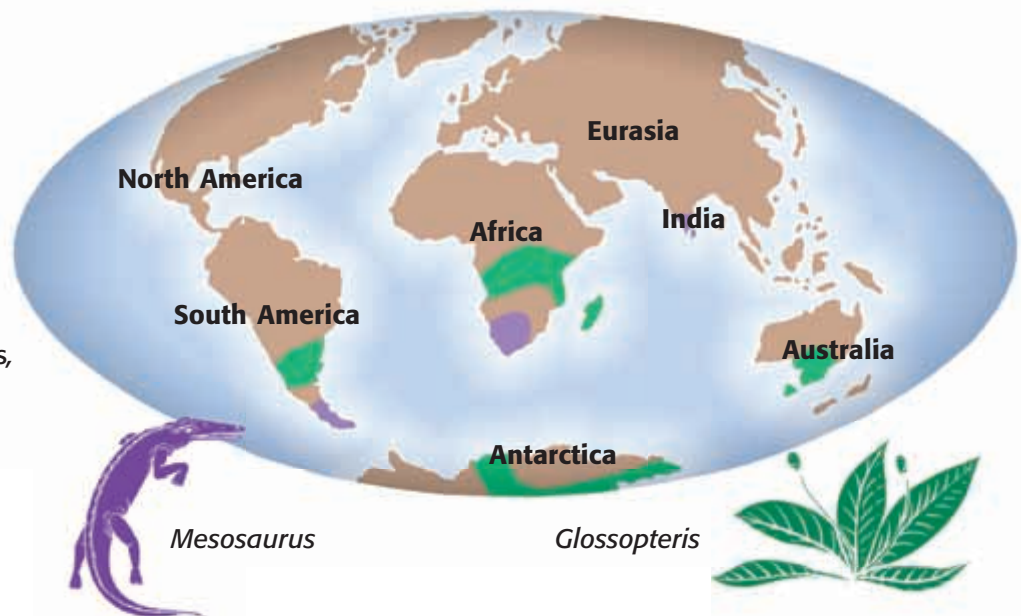 Eurasia
North America
India
Africa
South America
s,
Australia
Antarctica
Mesosaurus
Glossopteris